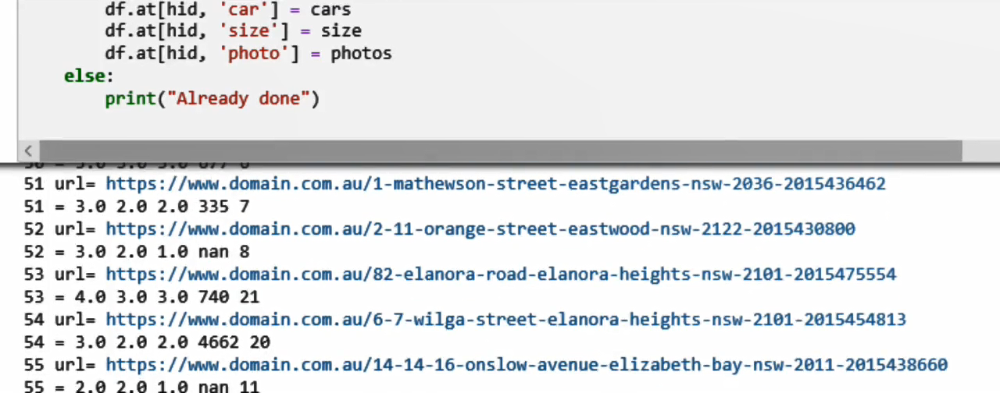 df.at[hid, 'car'] = cars
df.at[hid, 'size'] = size
df.at[hid, 'photo'] = photos
else:
print("Already done")
51 url= https://www.domain.com.au/1-mathewson-street-eastgardens-nsw-2036-2015436462
51 = 3.0 2.0 2.0 335 7
52 url= https://www.domain.com.au/2-11-orange-street-eastwood-nsw-2122-2015430800
52 = 3.0 2.0 1.0 nan 8
53 url= https://www.domain.com.au/82-elanora-road-elanora-heights-nsw-2101-2015475554
53 = 4.0 3.0 3.0 740 21
54 url= https://www.domain.com.au/6-7-wilga-street-elanora-heights-nsw-2101-2015454813
54 = 3.0 2.0 2.0 4662 20
55 url= https://www.domain.com.au/14-14-16-onslow-avenue-elizabeth-bay-nsw-2011-2015438660
55 = 2.0 2.0 1.0 nan 11